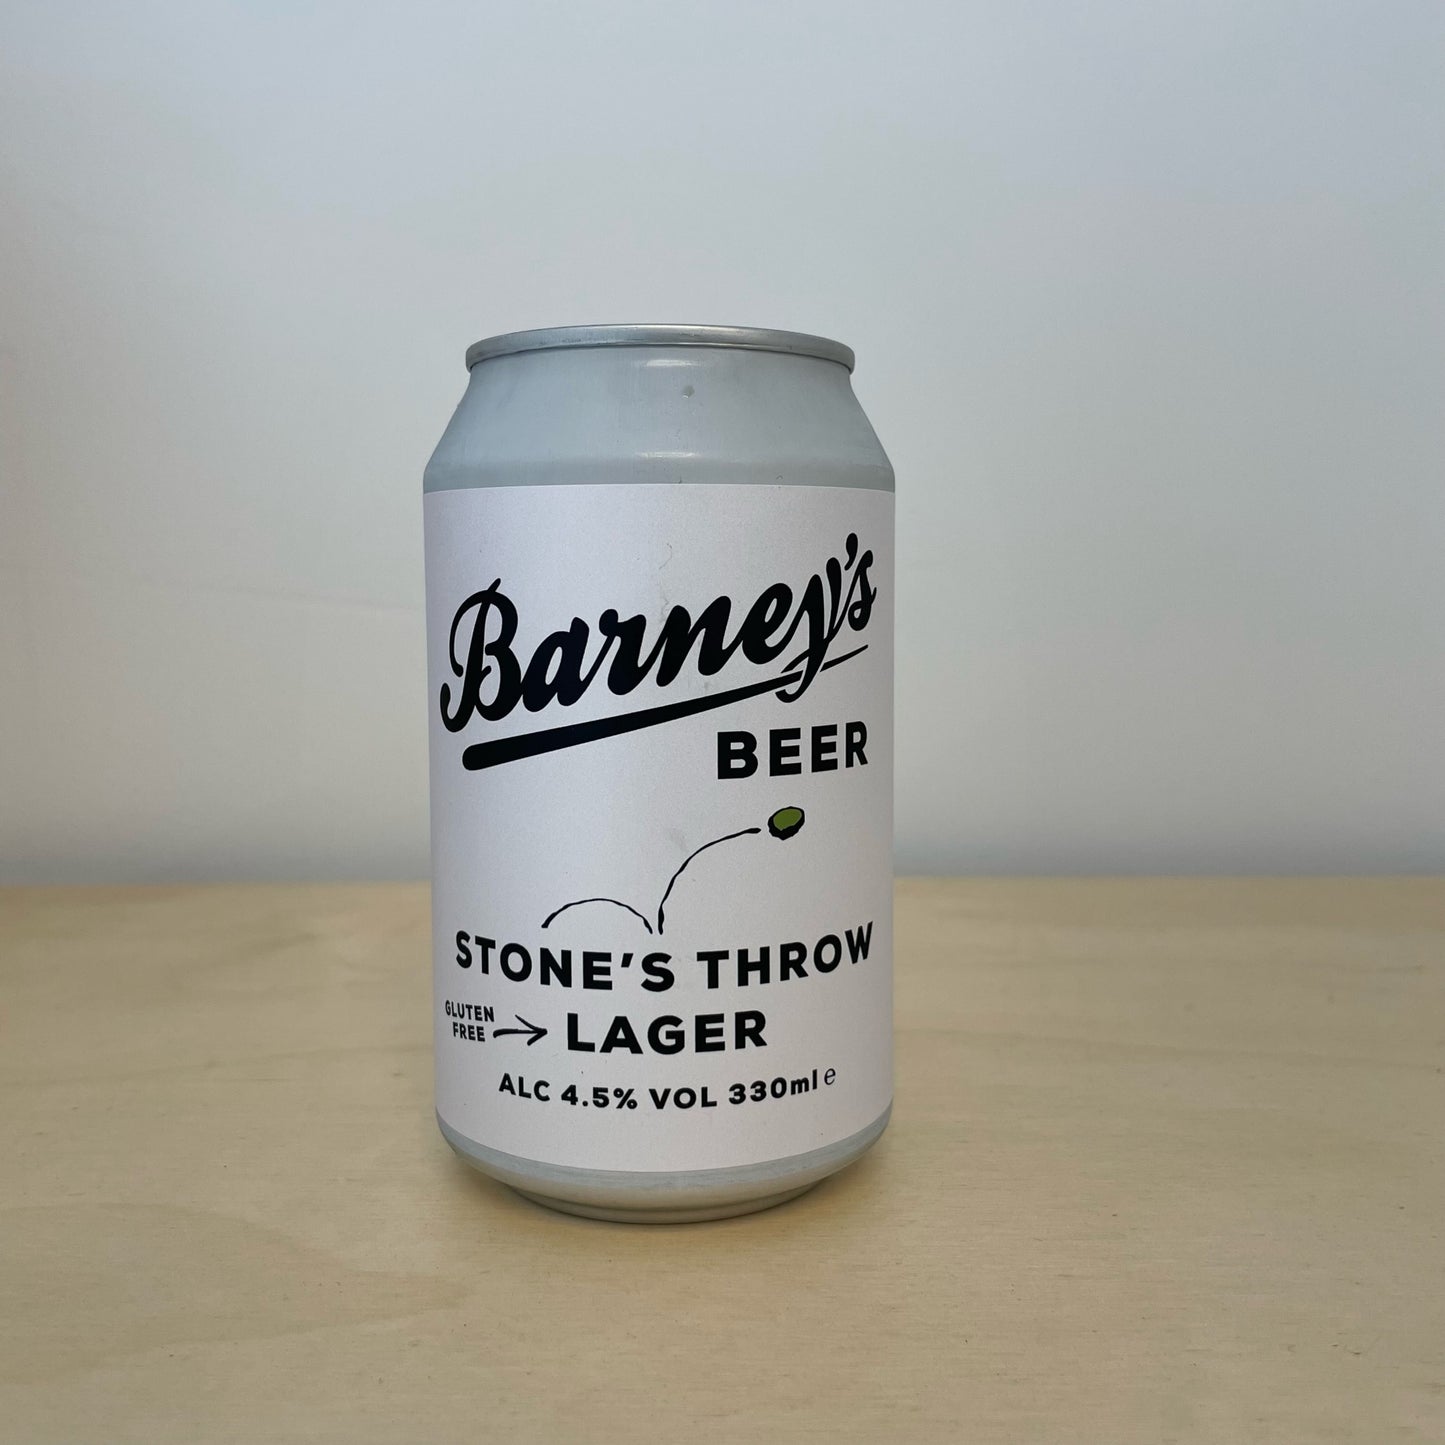 Barney's
BEER
STONE'S THROW
GLUTEN
FREE
LAGER
ALC 4.5% VOL 330ml e